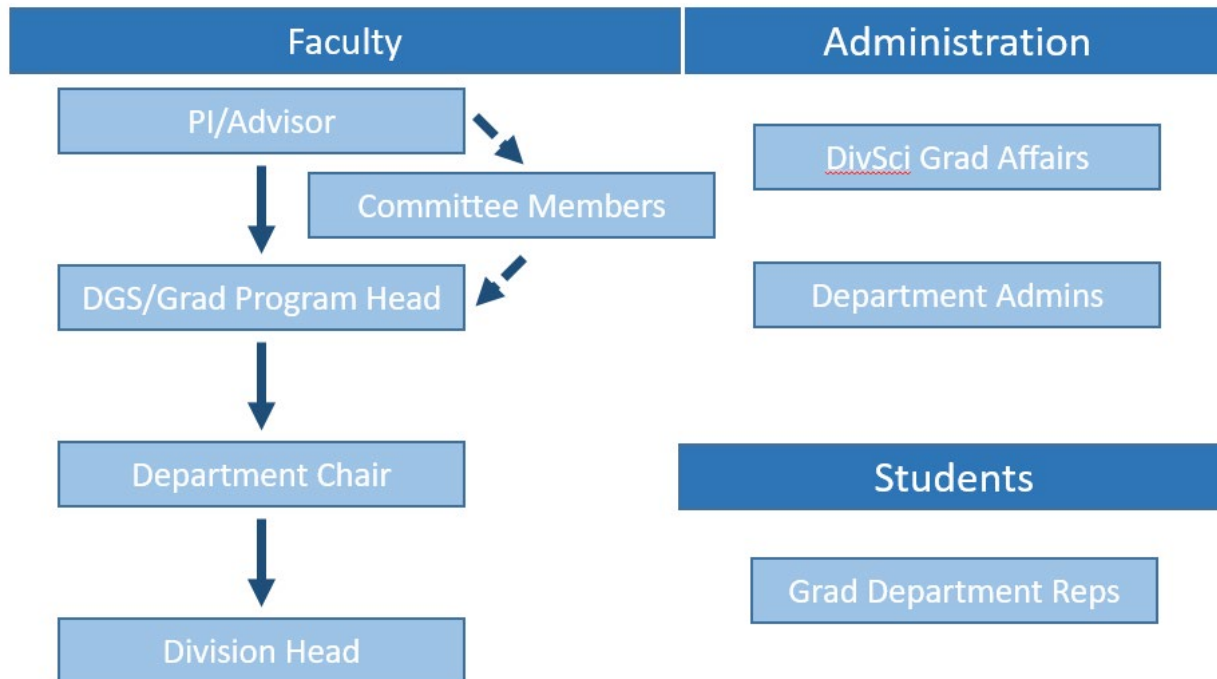 Faculty
PI/Advisor
Committee Members
DGS/Grad Program Head
Department Chair
Division Head
Administration
DivSci Grad Affairs
Department Admins
Students
Grad Department Reps